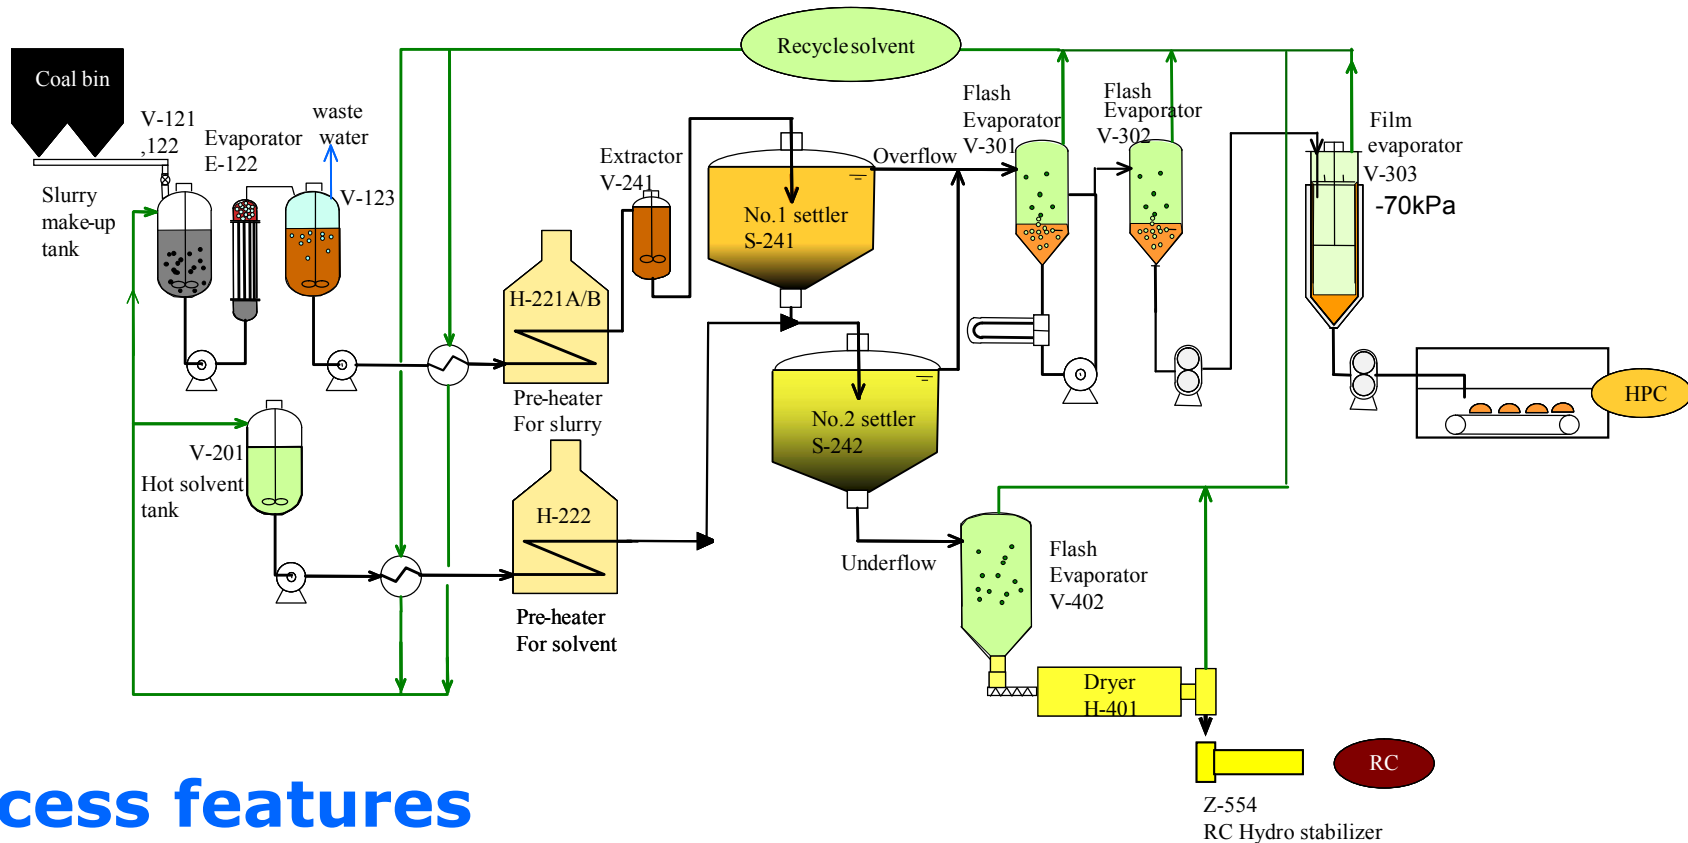 Recycle solvent
Coal bin
V-121
,122
Evaporator
E-122
waste
water
V-123
Slurry
make-up
tank
Extractor
V-241
No.1 settler
S-241
Overflow
Flash
Evaporator
V-301
Flash
Evaporator
V-302
Film
evaporator
V-303
-70kPa
H-221A/B
Pre-heater
For slurry
No.2 settler
S-242
HPC
V-201
Hot solvent
tank
H-222
Pre-heater
For solvent
Underflow
Flash
Evaporator
V-402
Dryer
H-401
RC
Z-554
RC Hydro stabilizer
cess features